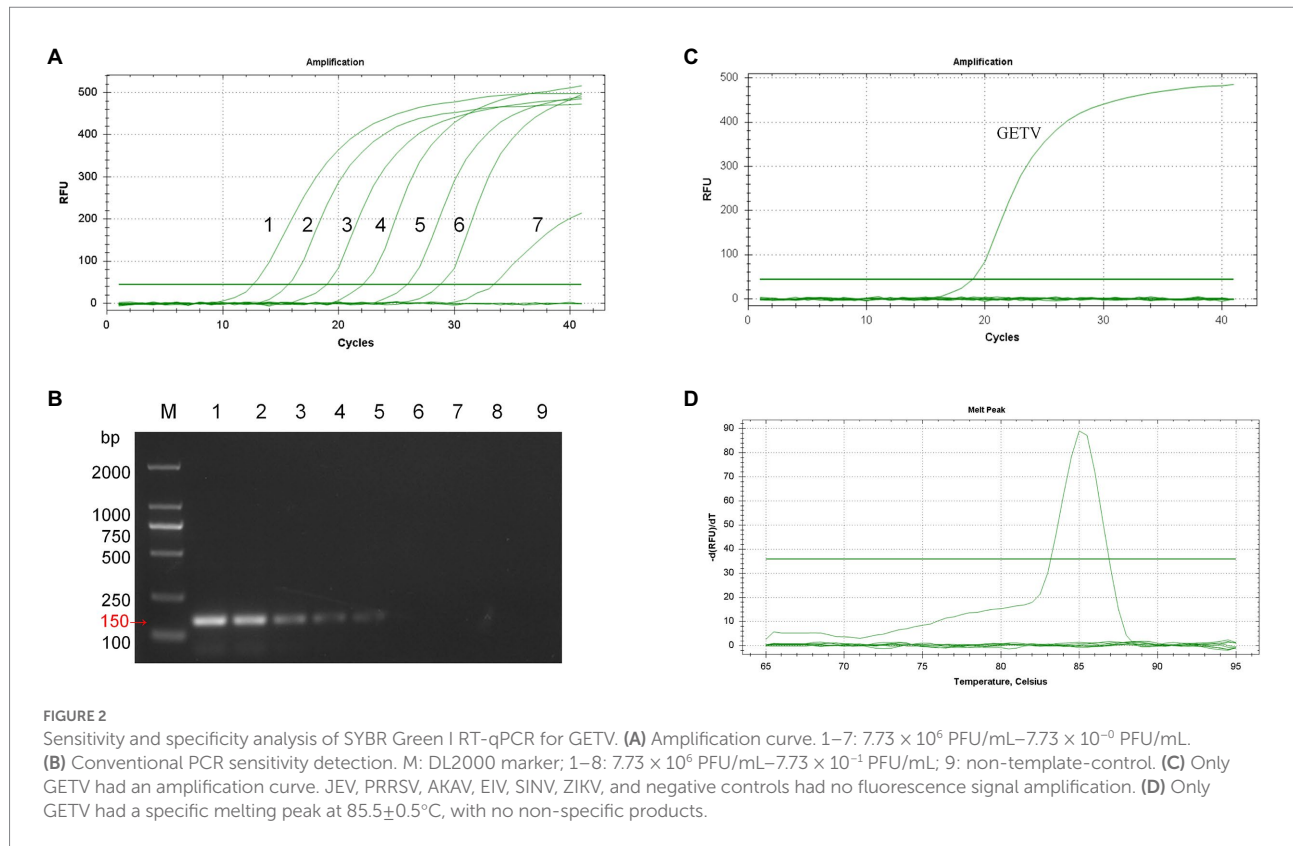 A
Amplification
500
400
300
200
100
0
RFU
1 2 3 4 5 6 7
0 10 20 30 40
Cycles
C
Amplification
500
400
300
200
100
0
RFU
GETV
0 10 20 30 40
Cycles
B
M 1 2 3 4 5 6 7 8 9
bp
2000
1000
750
500
250
150→
100
D
Melt Peak
90
80
70
60
50
40
30
20
10
0
-d(RFU)/dT
65 70 75 80 85 90 95
Temperature, Celsius
FIGURE 2
Sensitivity and specificity analysis of SYBR Green I RT-qPCR for GETV. (A) Amplification curve. 1–7: 7.73 × 10⁶ PFU/mL–7.73 × 10⁻⁰ PFU/mL.
(B) Conventional PCR sensitivity detection. M: DL2000 marker; 1–8: 7.73 × 10⁶ PFU/mL–7.73 × 10⁻¹ PFU/mL; 9: non-template-control. (C) Only
GETV had an amplification curve. JEV, PRRSV, AKAV, EIV, SINV, ZIKV, and negative controls had no fluorescence signal amplification. (D) Only
GETV had a specific melting peak at 85.5±0.5°C, with no non-specific products.